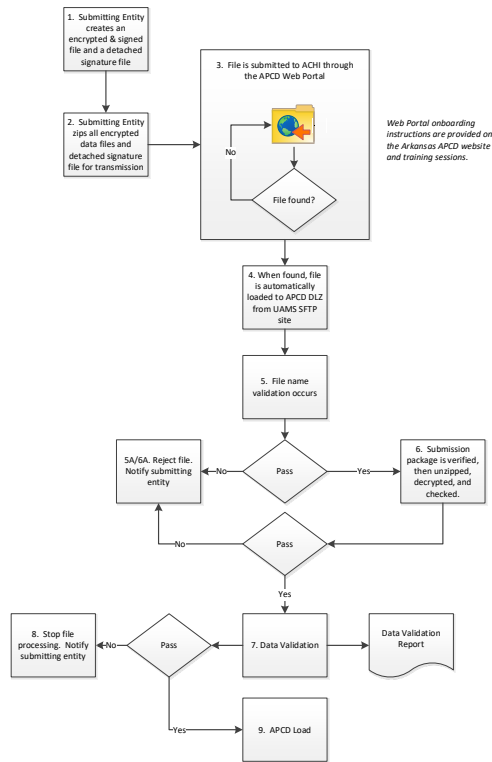 1. Submitting Entity
creates an
encrypted & signed
file and a detached
signature file
3. File is submitted to ACHI through
the APCD Web Portal
2. Submitting Entity
zips all encrypted
data files and
detached signature
file for transmission
No
File found?
Web Portal onboarding
instructions are provided on
the Arkansas APCD website
and training sessions.
4. When found, file
is automatically
loaded to APCD DLZ
from UAMS SFTP
site
5. File name
validation occurs
5A/6A. Reject file.
Notify submitting
entity
No
Pass
Yes
6. Submission
package is verified,
then unzipped,
decrypted, and
checked.
No
Pass
Yes
8. Stop file
processing. Notify
submitting entity
No
Pass
7. Data Validation
Data Validation
Report
Yes
9. APCD Load